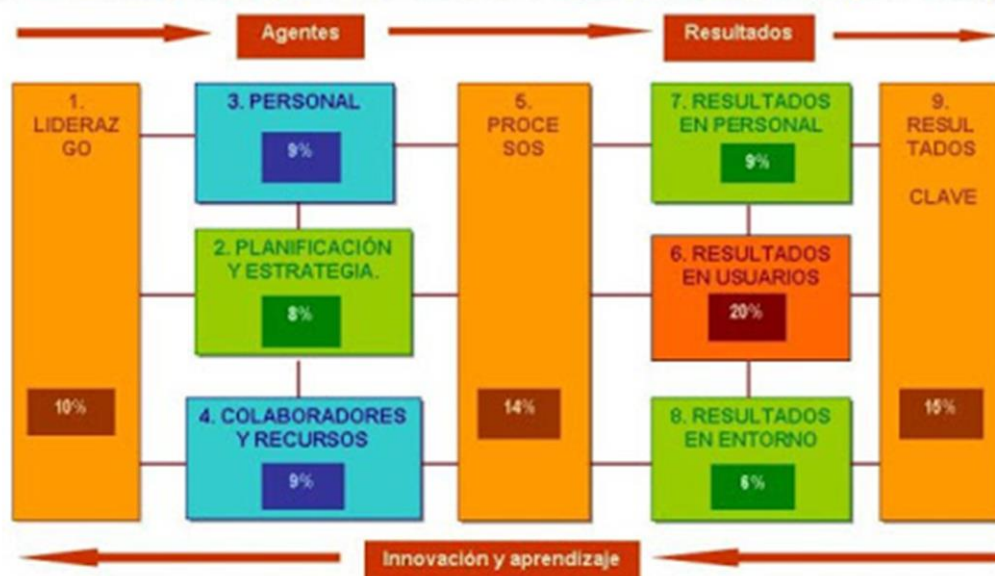 Agentes
Resultados
1.
LIDERAZ
GO
10%
3. PERSONAL
9%
2. PLANIFICACIÓN
Y ESTRATEGIA.
8%
4. COLABORADORES
Y RECURSOS
9%
5.
PROCE
SOS
14%
7. RESULTADOS
EN PERSONAL
9%
6. RESULTADOS
EN USUARIOS
20%
8. RESULTADOS
EN ENTORNO
6%
9.
RESUL
TADOS
CLAVE
15%
Innovación y aprendizaje